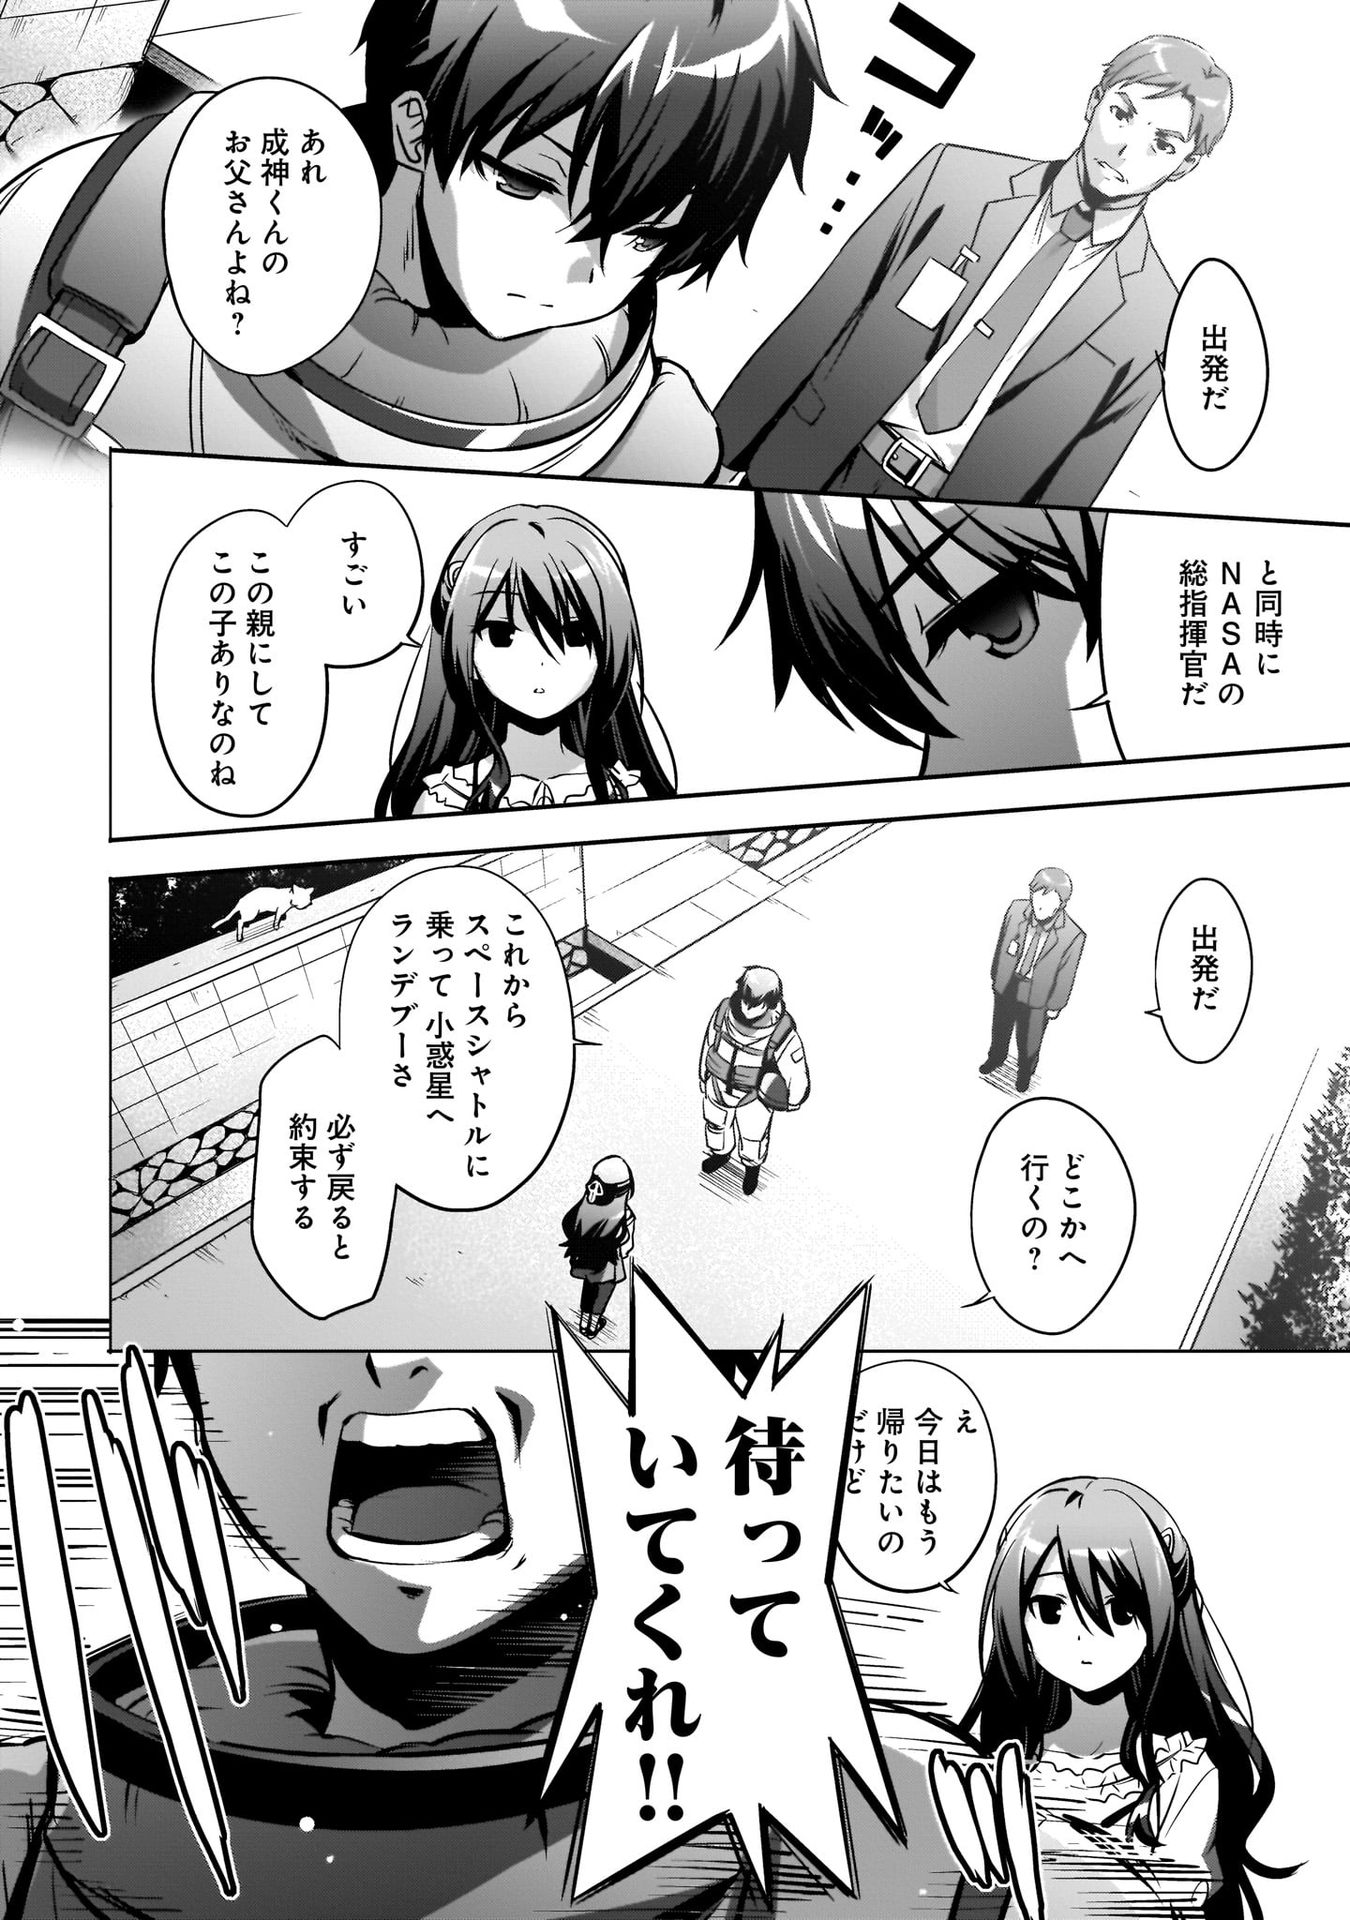 コッ…
出発だ
あれ
成神くんの
お父さんよね?
と同時に
NASAの
総指揮官だ
すごい
この親にして
この子ありなのね
出発だ
どこかへ
行くの?
これから
スペースシャトルに
乗って小惑星へ
ランデブーさ
必ず戻ると
約束する
え
今日はもう
帰りたいの
だけど
待って
いてくれ!!